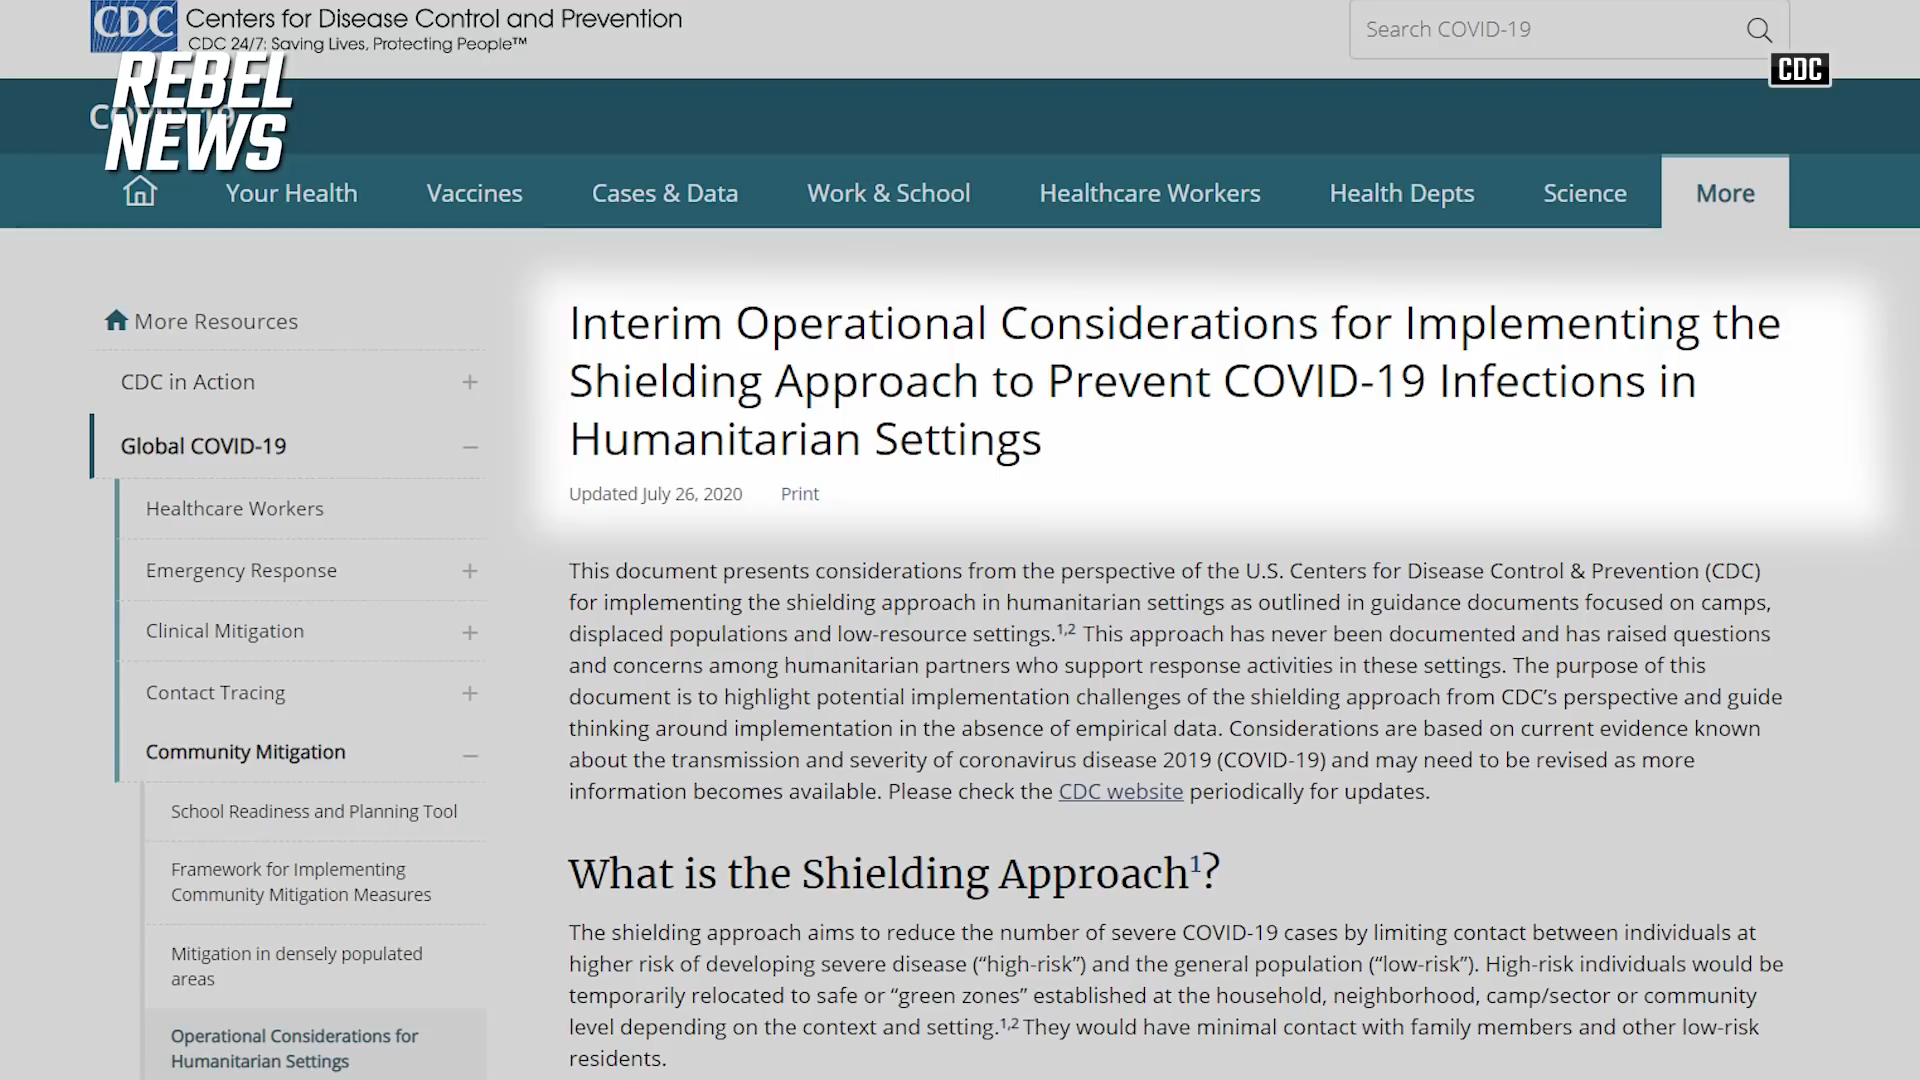 CDC
Centers for Disease Control and Prevention
CDC 24/7: Saving Lives, Protecting People™
Search COVID-19
CDC
REBEL
NEWS
COVID-19
Your Health
Vaccines
Cases & Data
Work & School
Healthcare Workers
Health Depts
Science
More
More Resources
CDC in Action
Global COVID-19
Healthcare Workers
Emergency Response
Clinical Mitigation
Contact Tracing
Community Mitigation
School Readiness and Planning Tool
Framework for Implementing
Community Mitigation Measures
Mitigation in densely populated
areas
Operational Considerations for
Humanitarian Settings
Interim Operational Considerations for Implementing the
Shielding Approach to Prevent COVID-19 Infections in
Humanitarian Settings
Updated July 26, 2020
Print
This document presents considerations from the perspective of the U.S. Centers for Disease Control & Prevention (CDC)
for implementing the shielding approach in humanitarian settings as outlined in guidance documents focused on camps,
displaced populations and low-resource settings.1,2 This approach has never been documented and has raised questions
and concerns among humanitarian partners who support response activities in these settings. The purpose of this
document is to highlight potential implementation challenges of the shielding approach from CDC’s perspective and guide
thinking around implementation in the absence of empirical data. Considerations are based on current evidence known
about the transmission and severity of coronavirus disease 2019 (COVID-19) and may need to be revised as more
information becomes available. Please check the CDC website periodically for updates.
What is the Shielding Approach1?
The shielding approach aims to reduce the number of severe COVID-19 cases by limiting contact between individuals at
higher risk of developing severe disease (“high-risk”) and the general population (“low-risk”). High-risk individuals would be
temporarily relocated to safe or “green zones” established at the household, neighborhood, camp/sector or community
level depending on the context and setting.1,2 They would have minimal contact with family members and other low-risk
residents.